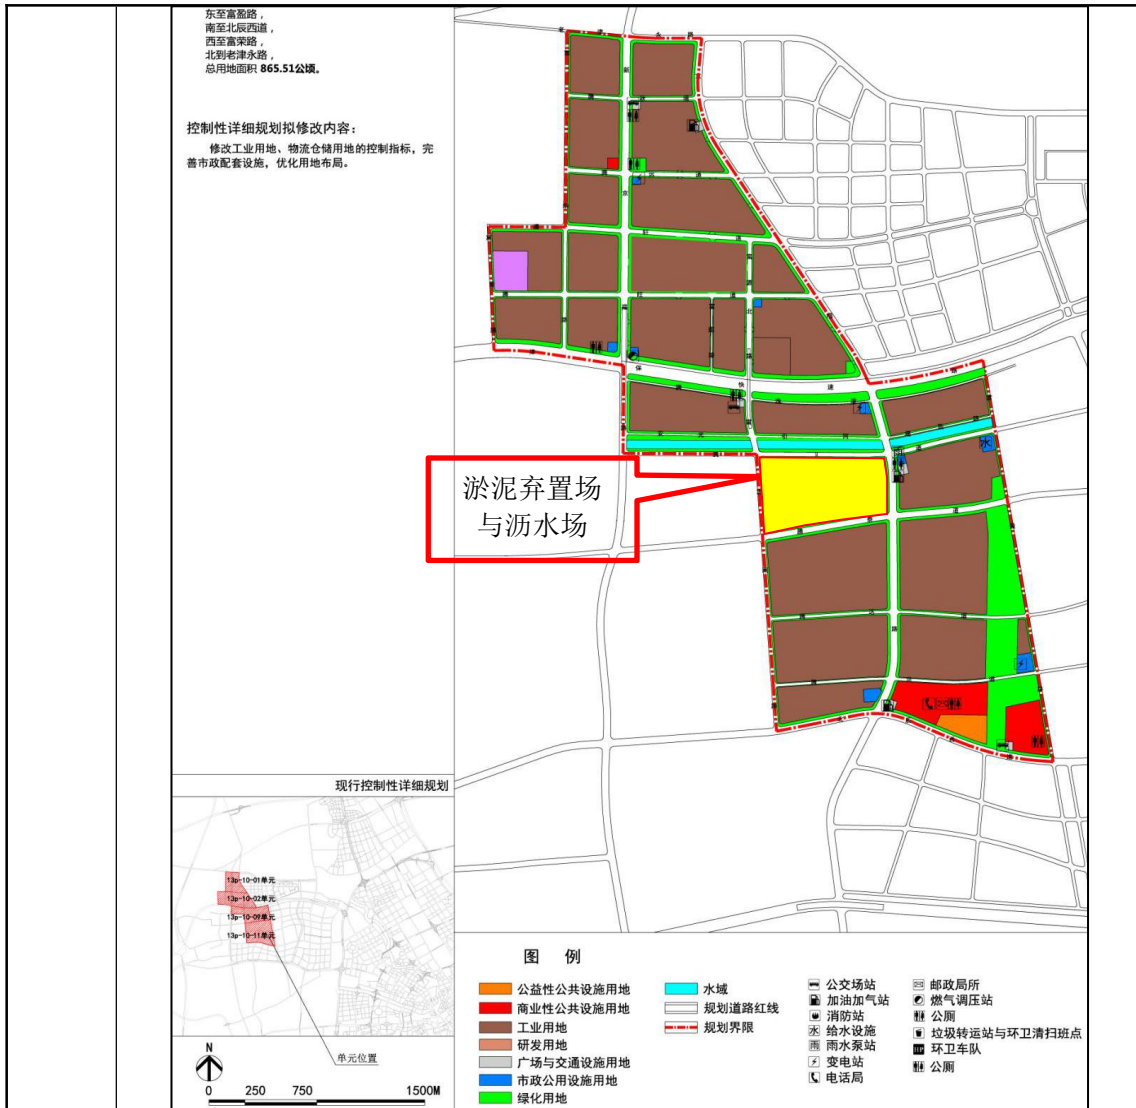 东至富盈路，
南至北辰西道，
西至富荣路，
北到老津永路，
总用地面积 865.51公顷。
控制性详细规划拟修改内容：
修改工业用地、物流仓储用地的控制指标，完
善市政配套设施，优化用地布局。
淤泥弃置场
与沥水场
现行控制性详细规划
13p-10-01单元
13p-10-02单元
13p-10-09单元
13p-10-11单元
单元位置
N
0 250 750 1500M
图 例
公益性公共设施用地
商业性公共设施用地
工业用地
研发用地
广场与交通设施用地
市政公用设施用地
绿化用地
水域
规划道路红线
规划界限
公交场站
加油加气站
消防站
水 给水设施
雨 雨水泵站
变电站
电话局
邮政局所
燃气调压站
公厕
垃圾转运站与环卫清扫班点
环卫车队
公厕